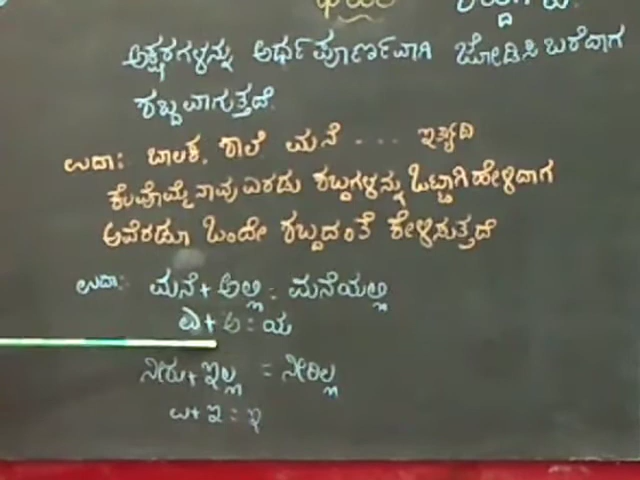 ಅಕ್ಷರಗಳನ್ನು ಅರ್ಥಪೂರ್ಣವಾಗಿ ಜೋಡಿಸಿ ಬರೆದಾಗ
ಶಬ್ದವಾಗುತ್ತದೆ.
ಉದಾ: ಬಾಲಕ, ಶಾಲೆ ಮನೆ .... ಇತ್ಯಾದಿ
ಕೆಲವೊಮ್ಮೆ ನಾವು ಎರಡು ಶಬ್ದಗಳನ್ನು ಒಟ್ಟಾಗಿ ಹೇಳಿದಾಗ
ಅವೆರಡೂ ಒಂದೇ ಶಬ್ದದಂತೆ ಕೇಳಿಸುತ್ತದೆ
ಉದಾ: ಮನೆ + ಅಲ್ಲಿ = ಮನೆಯಲ್ಲಿ
ಎ + ಅ = ಯ
ನೀರು + ಇಲ್ಲ = ನೀರಿಲ್ಲ
ಉ + ಇ = ಇ